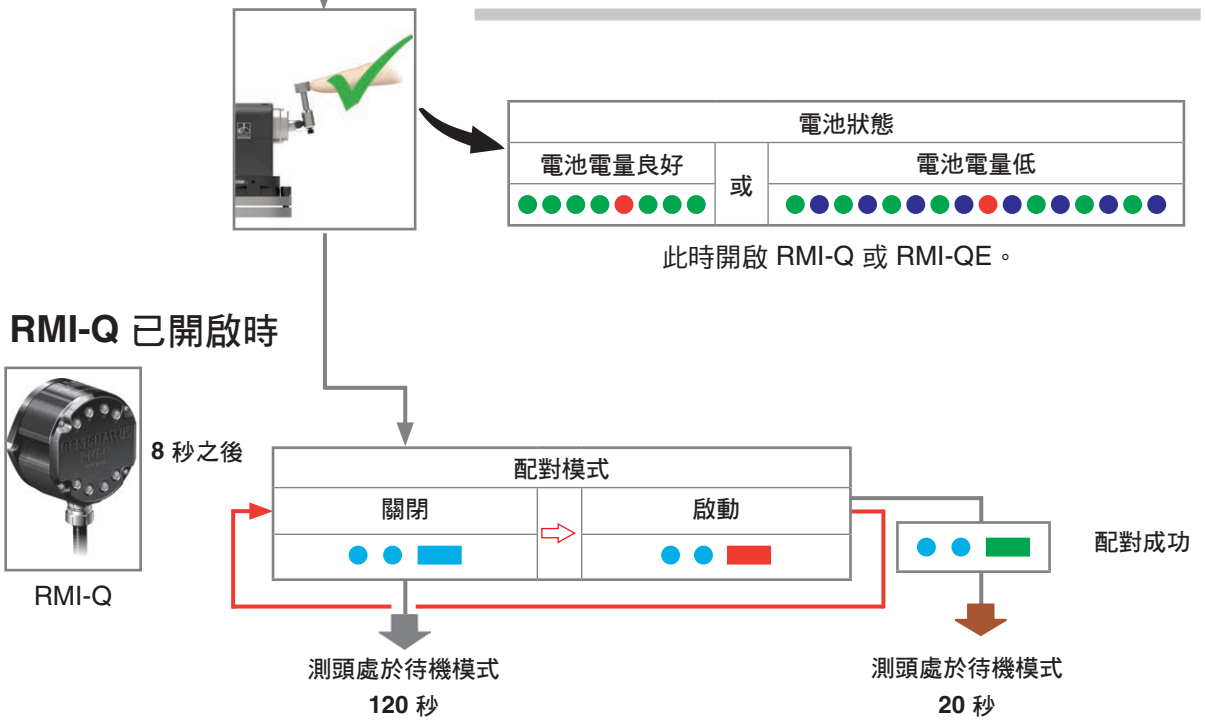 電池狀態
電池電量良好
或
電池電量低
此時開啟 RMI-Q 或 RMI-QE。
RMI-Q 已開啟時
8 秒之後
RMI-Q
配對模式
關閉
啟動
配對成功
測頭處於待機模式
120 秒
測頭處於待機模式
20 秒